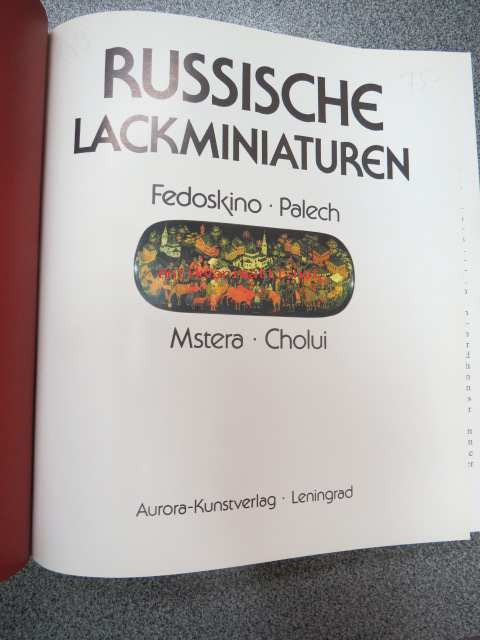 RUSSISCHE
LACKMINIATUREN
Fedoskino · Palech
Mstera · Cholui
Aurora-Kunstverlag · Leningrad